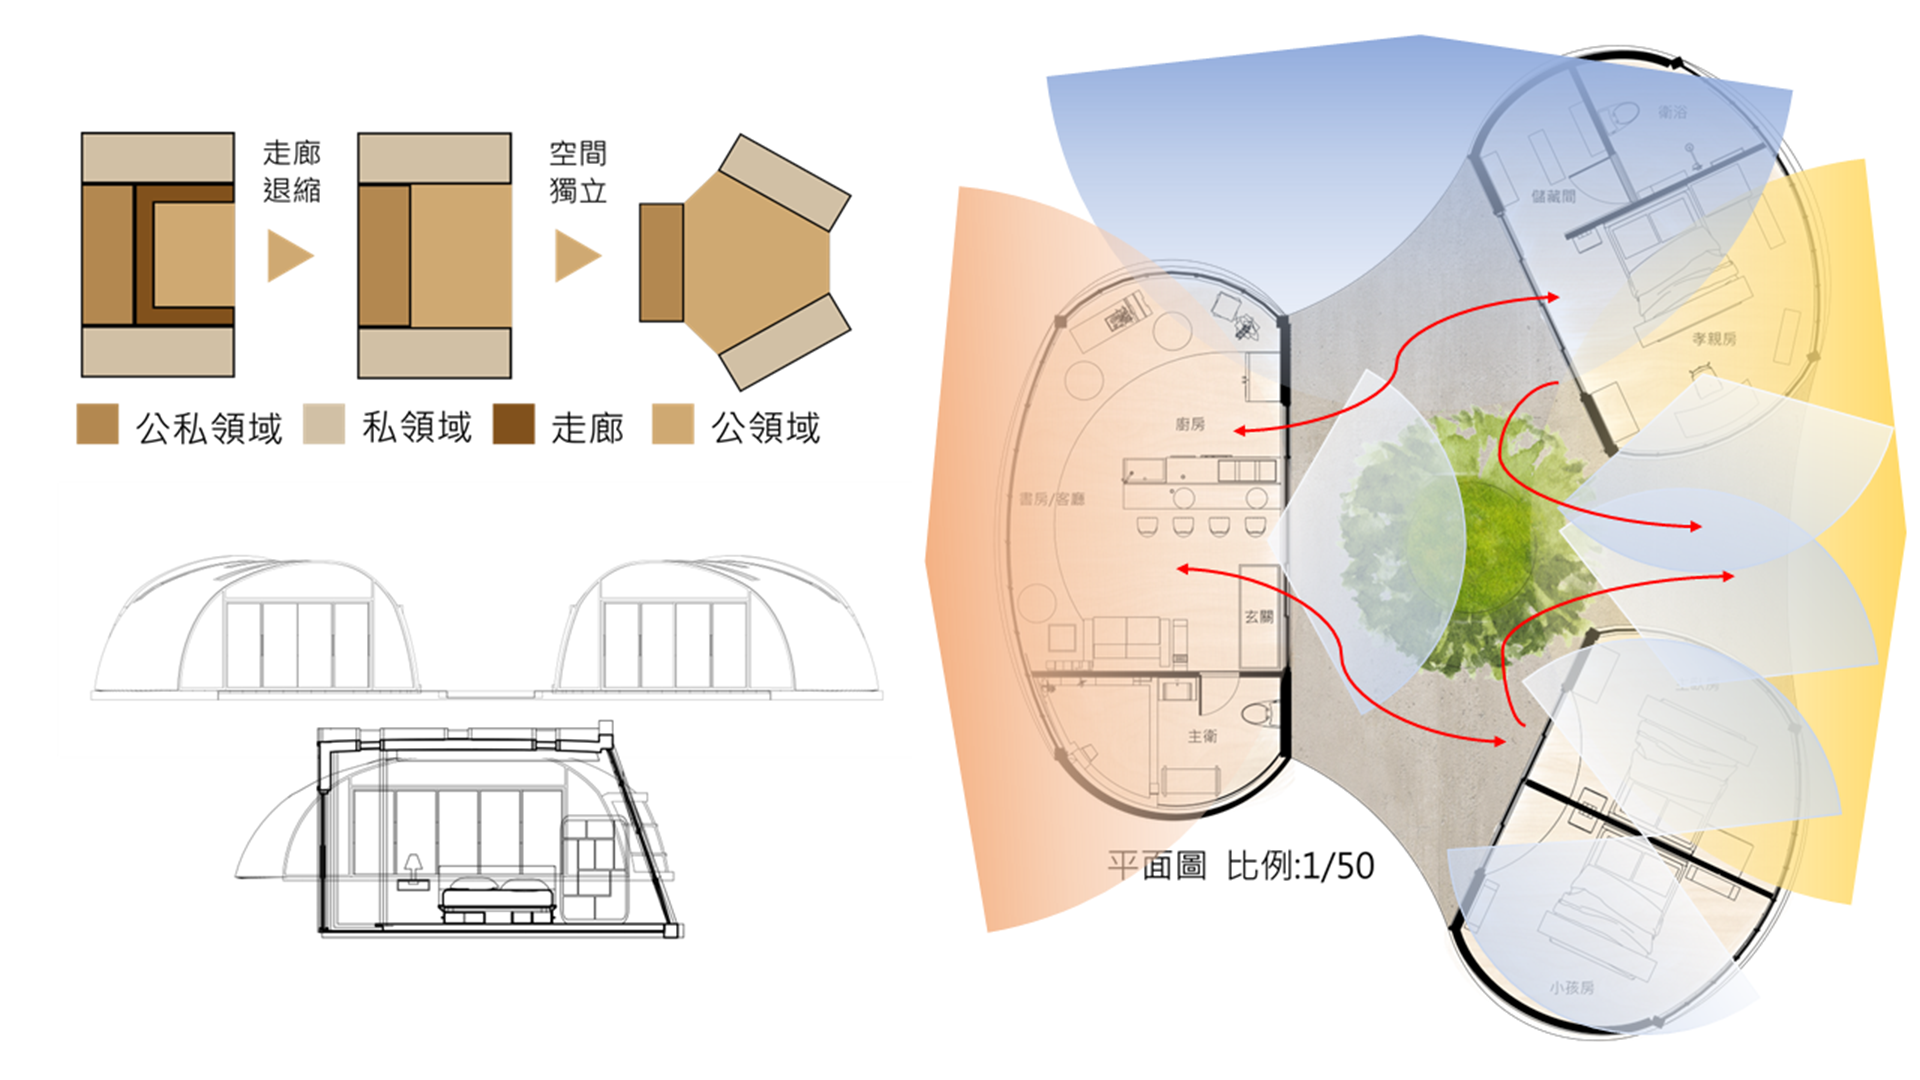 走廊
退縮
空間
獨立
公私領域
私領域
走廊
公領域
衛浴
儲藏間
孝親房
廚房
書房/客廳
玄關
主衛
平面圖 比例:1/50
小孩房